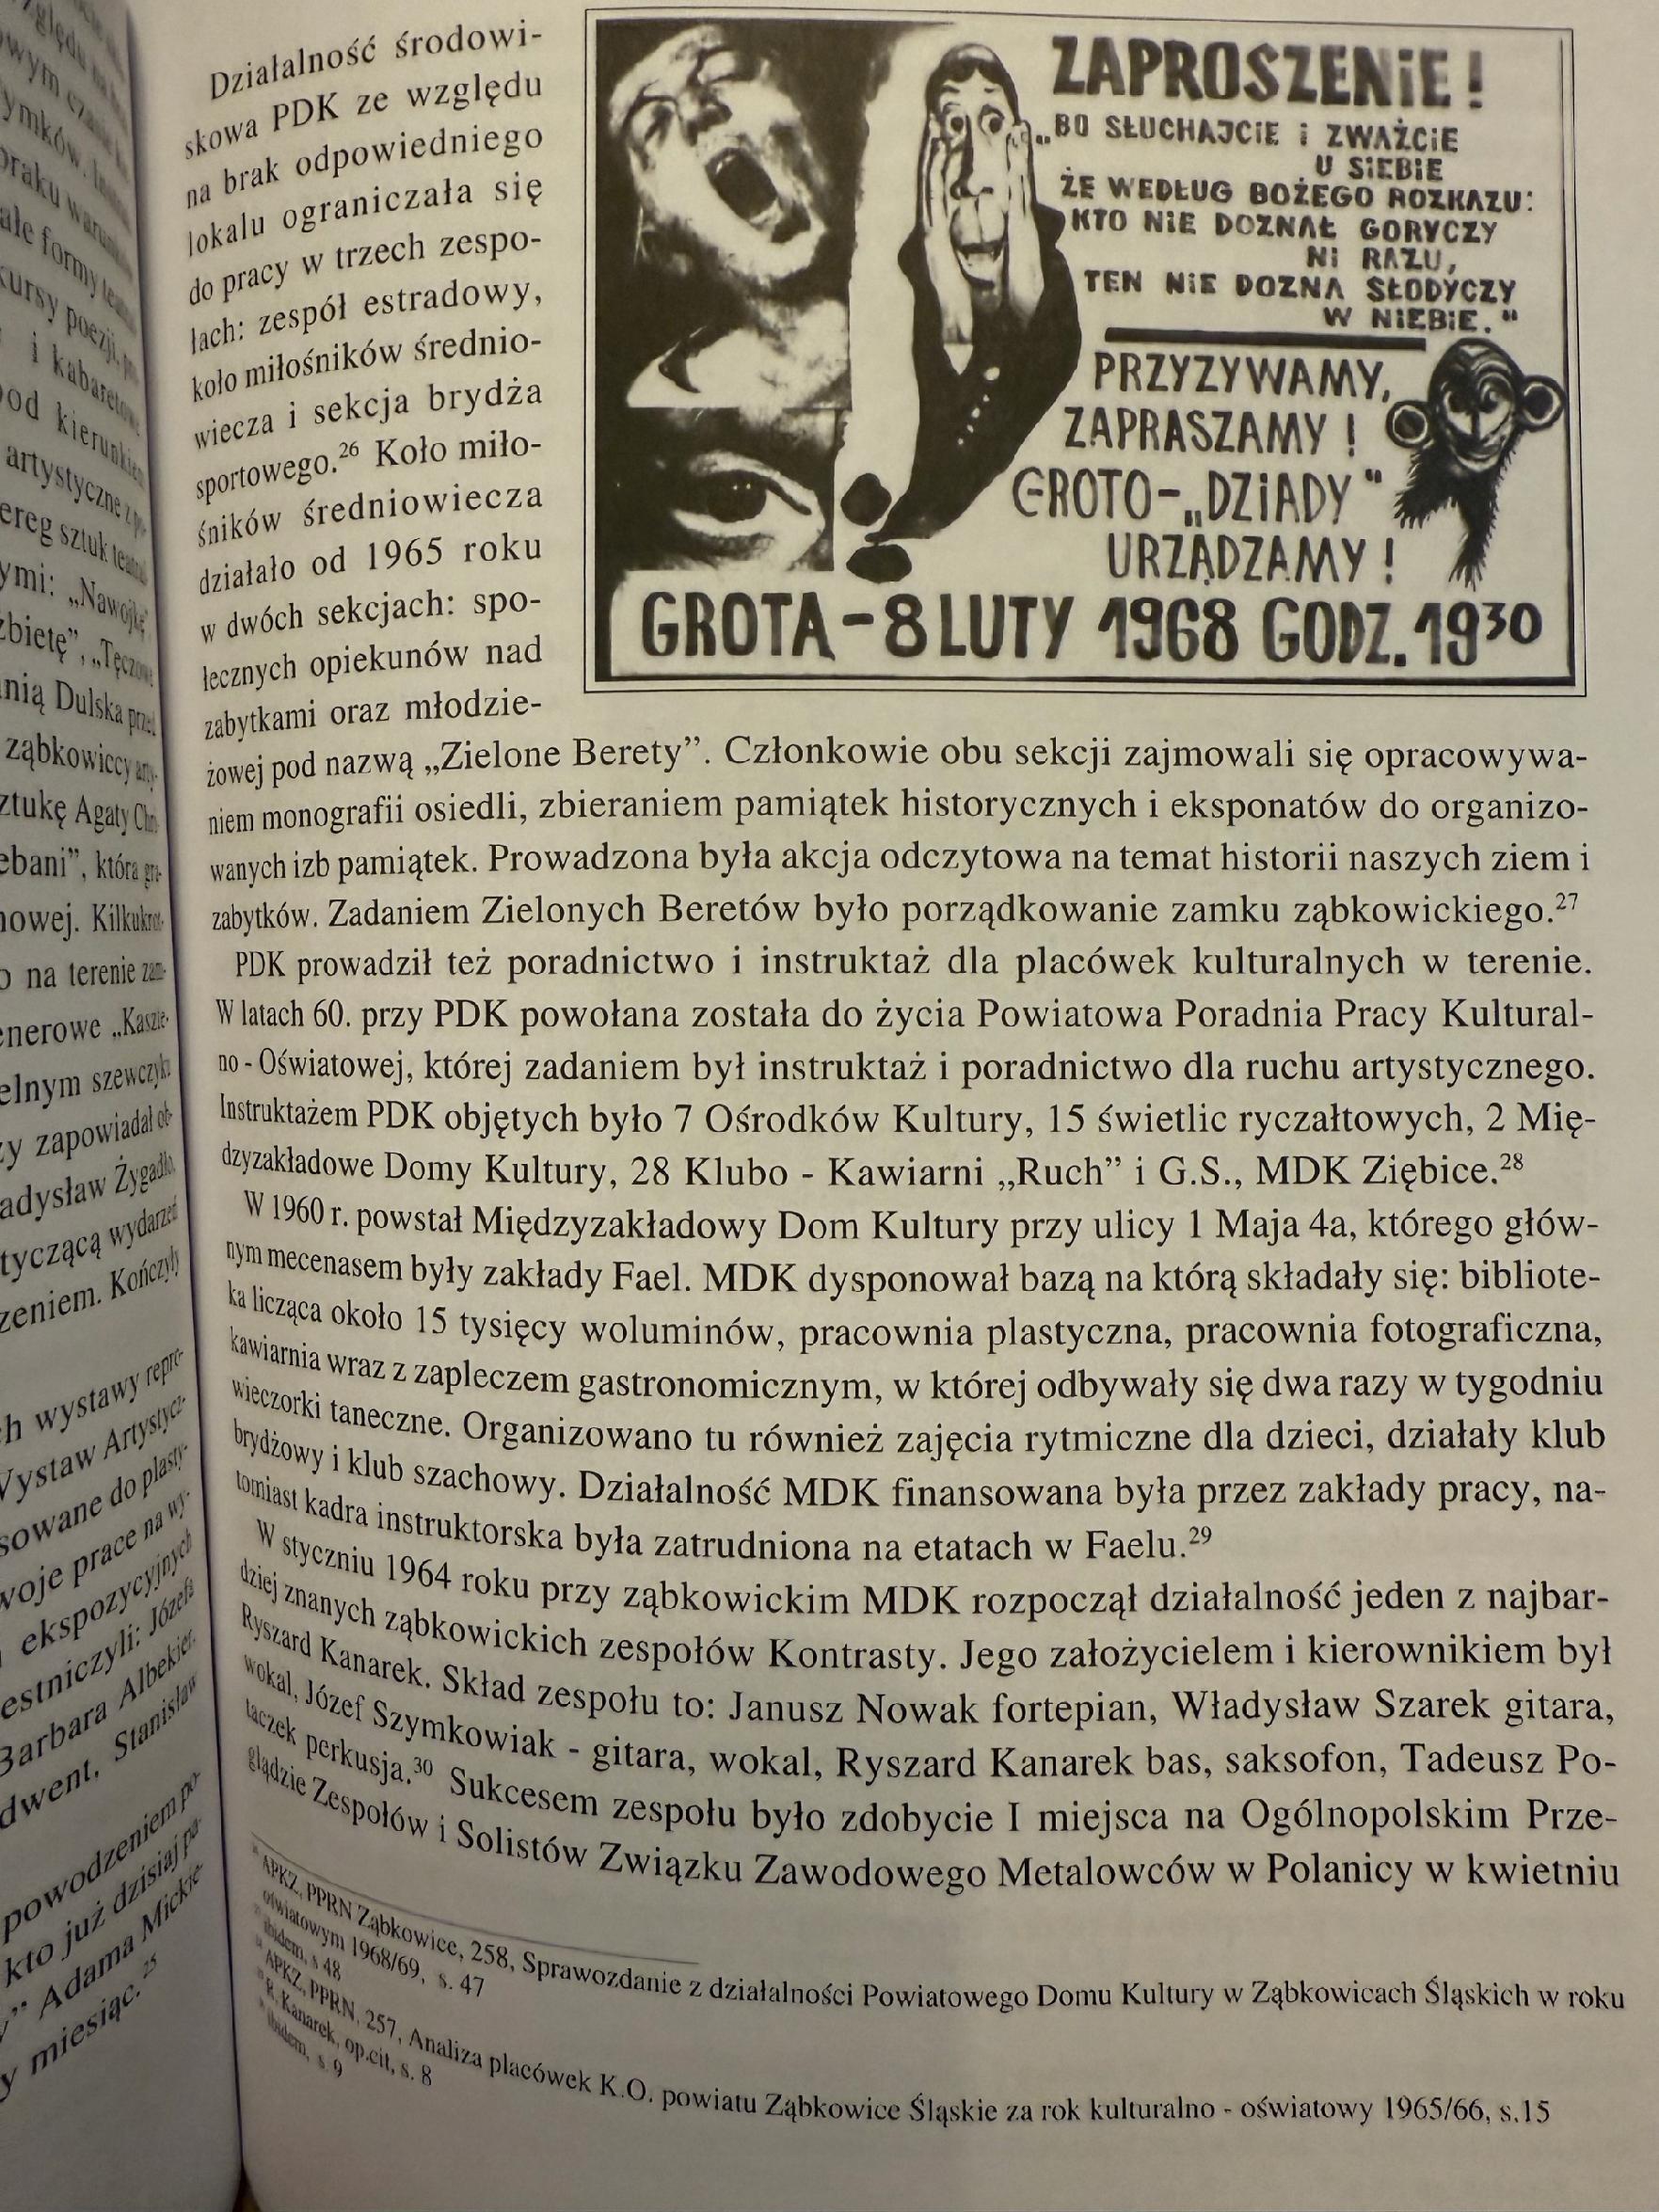 Działalność środowi-
skowa PDK ze względu
na brak odpowiedniego
lokalu ograniczała się
do pracy w trzech zespo-
łach: zespół estradowy,
koło miłośników średnio-
wiecza i sekcja brydża
sportowego.26 Koło miło-
śników średniowiecza
działało od 1965 roku
w dwóch sekcjach: spo-
łecznych opiekunów nad
zabytkami oraz młodzie-
ZAPROSZENiE!
„BO SŁUCHAJCiE i ZWAŻCiE
U SiEBiE
ŻE WEDŁUG BOŻEGO ROZKAZU:
KTO NiE DOZNAŁ GORYCZY
Ni RAZU,
TEN NiE DOZNA SŁODYCZY
W NiEBiE."
PRZYZYWAMY,
ZAPRASZAMY!
GROTO-„DZiADY"
URZĄDZAMY!
GROTA-8 LUTY 1968 GODZ. 19³⁰
żowej pod nazwą „Zielone Berety”. Członkowie obu sekcji zajmowali się opracowywa-
niem monografii osiedli, zbieraniem pamiątek historycznych i eksponatów do organizo-
wanych izb pamiątek. Prowadzona była akcja odczytowa na temat historii naszych ziem i
zabytków. Zadaniem Zielonych Beretów było porządkowanie zamku ząbkowickiego.27
PDK prowadził też poradnictwo i instruktaż dla placówek kulturalnych w terenie.
W latach 60. przy PDK powołana została do życia Powiatowa Poradnia Pracy Kultural-
no - Oświatowej, której zadaniem był instruktaż i poradnictwo dla ruchu artystycznego.
Instruktażem PDK objętych było 7 Ośrodków Kultury, 15 świetlic ryczałtowych, 2 Mię-
dzyzakładowe Domy Kultury, 28 Klubo - Kawiarni „Ruch” i G.S., MDK Ziębice.28
W 1960 r. powstał Międzyzakładowy Dom Kultury przy ulicy 1 Maja 4a, którego głów-
nym mecenasem były zakłady Fael. MDK dysponował bazą na którą składały się: bibliote-
ka licząca około 15 tysięcy woluminów, pracownia plastyczna, pracownia fotograficzna,
kawiarnia wraz z zapleczem gastronomicznym, w której odbywały się dwa razy w tygodniu
wieczorki taneczne. Organizowano tu również zajęcia rytmiczne dla dzieci, działały klub
brydżowy i klub szachowy. Działalność MDK finansowana była przez zakłady pracy, na-
tomiast kadra instruktorska była zatrudniona na etatach w Faelu.29
W styczniu 1964 roku przy ząbkowickim MDK rozpoczął działalność jeden z najbar-
dziej znanych ząbkowickich zespołów Kontrasty. Jego założycielem i kierownikiem był
Ryszard Kanarek. Skład zespołu to: Janusz Nowak fortepian, Władysław Szarek gitara,
wokal, Józef Szymkowiak - gitara, wokal, Ryszard Kanarek bas, saksofon, Tadeusz Po-
taczek perkusja.30 Sukcesem zespołu było zdobycie I miejsca na Ogólnopolskim Prze-
glądzie Zespołów i Solistów Związku Zawodowego Metalowców w Polanicy w kwietniu
APKZ, PPRN Ząbkowice, 258, Sprawozdanie z działalności Powiatowego Domu Kultury w Ząbkowicach Śląskich w roku
oświatowym 1968/69, s. 47
ibidem, s 48
APKZ, PPRN, 257, Analiza placówek K.O. powiatu Ząbkowice Śląskie za rok kulturalno - oświatowy 1965/66, s.15
R. Kanarek, op.cit, s. 8
ibidem, s. 9